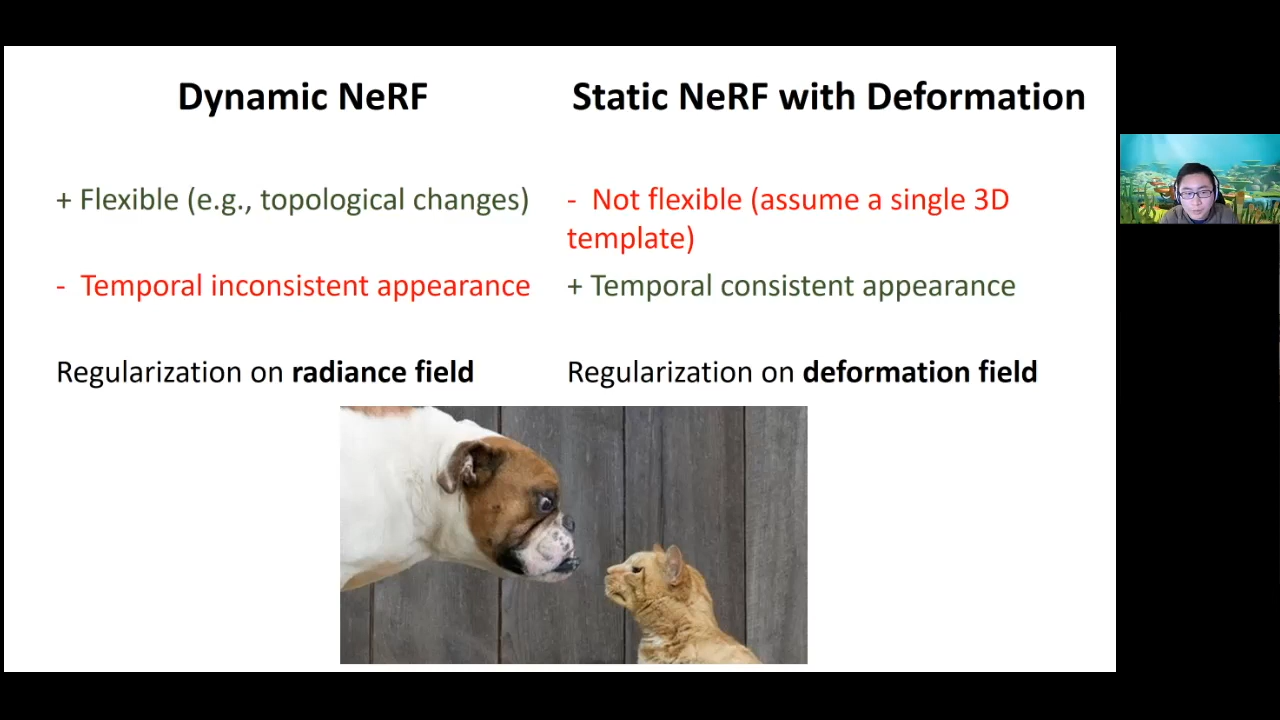 Dynamic NeRF
Static NeRF with Deformation
+ Flexible (e.g., topological changes)
- Not flexible (assume a single 3D
template)
- Temporal inconsistent appearance
+ Temporal consistent appearance
Regularization on radiance field
Regularization on deformation field